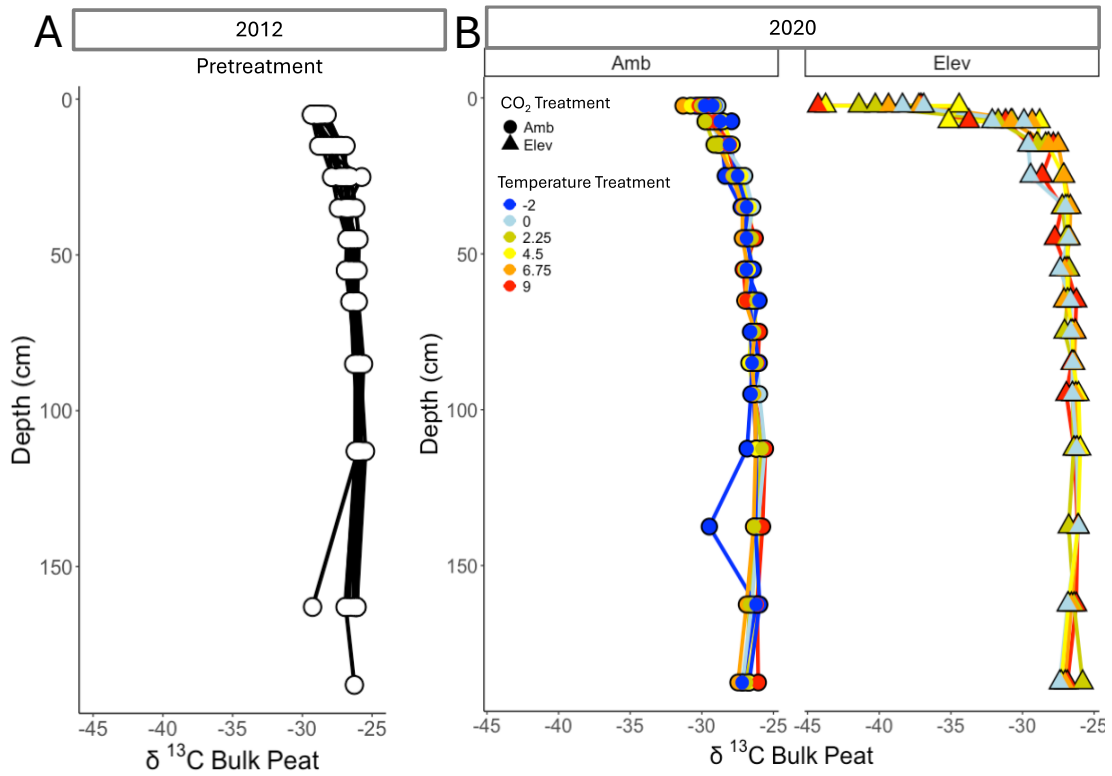 A
2012
B
2020
Pretreatment
Amb
Elev
0
50
100
150
Depth (cm)
-45
-40
-35
-30
-25
δ ¹³C Bulk Peat
CO₂ Treatment
Amb
Elev
Temperature Treatment
-2
0
2.25
4.5
6.75
9
0
50
100
150
Depth (cm)
-45
-40
-35
-30
-25
-45
-40
-35
-30
-25
δ ¹³C Bulk Peat